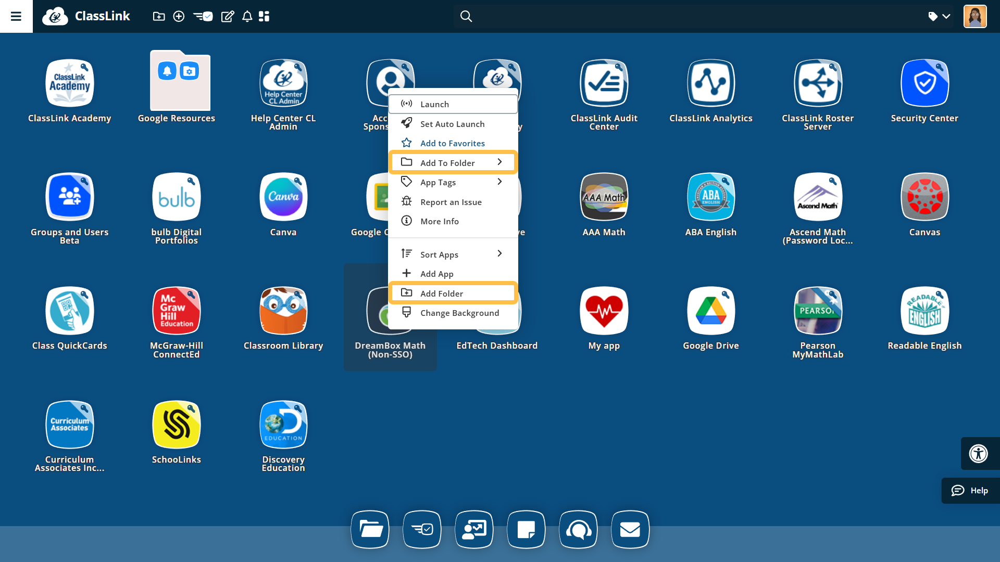 ClassLink
ClassLink
Academy
ClassLink Academy
Google Resources
Help Center
CL Admin
Help Center CL
Admin
Acc
Spons
y
ClassLink Audit
Center
ClassLink Analytics
ClassLink Roster
Server
Security Center
Launch
Set Auto Launch
Add to Favorites
Add To Folder
App Tags
Report an Issue
More Info
Sort Apps
Add App
Add Folder
Change Background
Groups and Users
Beta
bulb
bulb Digital
Portfolios
Canva
Canva
Google
ve
AAA Math
AAA Math
ABA
ENGLISH
ABA English
Ascend Math
Ascend Math
(Password Loc...
Canvas
Class QuickCards
Mc
Graw
Hill
Education
McGraw-Hill
ConnectEd
Classroom Library
DreamBox Math
(Non-SSO)
EdTech Dashboard
My app
Google Drive
PEARSON
Pearson
MyMathLab
READABLE
ENGLISH
Readable English
Curriculum
Associates
Curriculum
Associates Inc...
SchooLinks
EDUCATION
Discovery
Education
Help